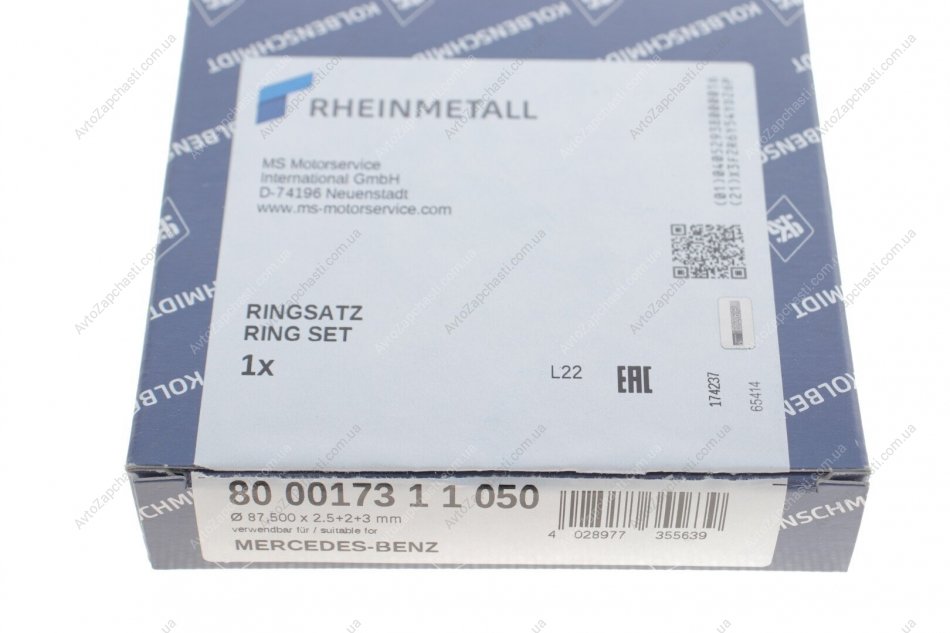 KOLBENSCHMIDT
RHEINMETALL
MS Motorservice
International GmbH
D-74196 Neuenstadt
www.ms-motorservice.com
RINGSATZ
RING SET
1x
L22
EAC
174237
65414
80 00173 1 1 050
Ø 87,500 x 2.5+2+3 mm
verwendbar für / suitable for
MERCEDES-BENZ
4 028977 355639
KOLBENSCHMIDT
AvtoZapchasti.com.ua